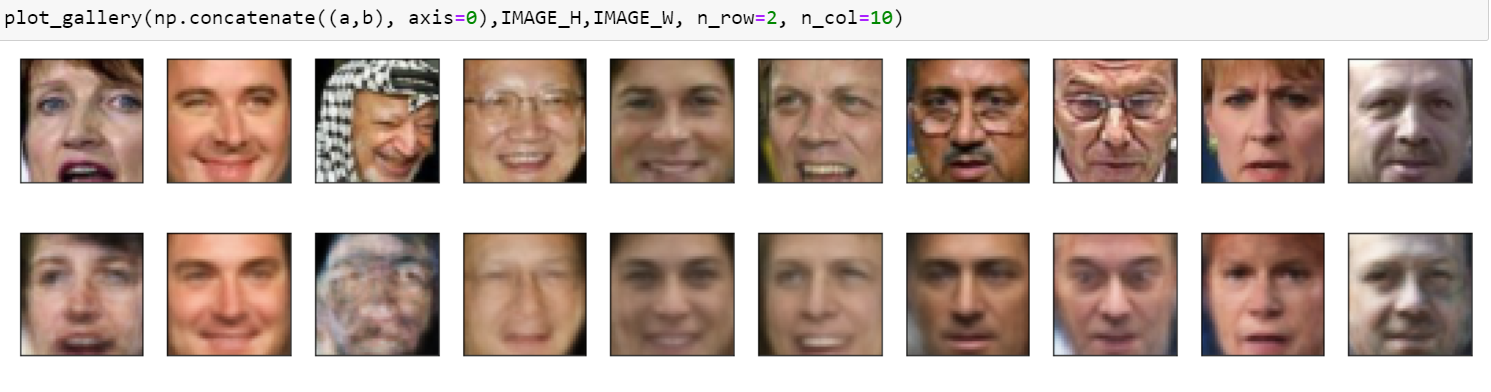 plot_gallery(np.concatenate((a,b), axis=0),IMAGE_H,IMAGE_W, n_row=2, n_col=10)